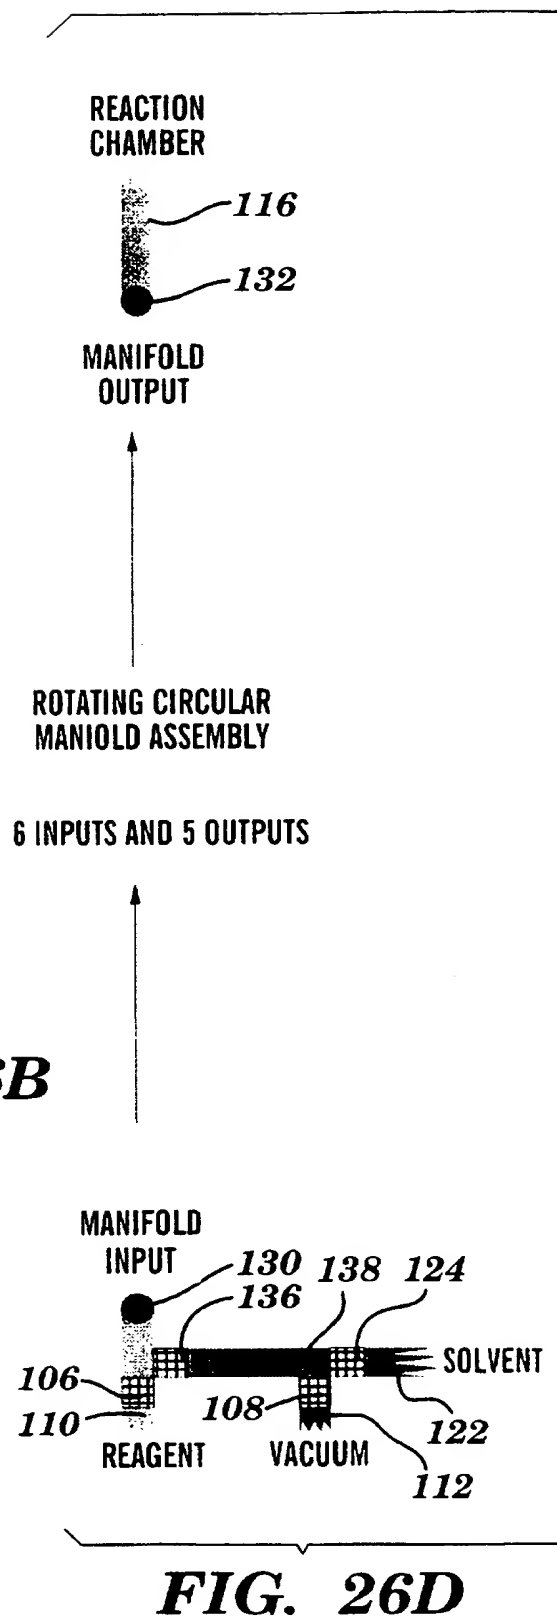 REACTION
CHAMBER
116
132
MANIFOLD
OUTPUT
ROTATING CIRCULAR
MANIOLD ASSEMBLY
6 INPUTS AND 5 OUTPUTS
B
MANIFOLD
INPUT
130 138 124
136
SOLVENT
106
110
108
122
REAGENT VACUUM
112
FIG. 26D